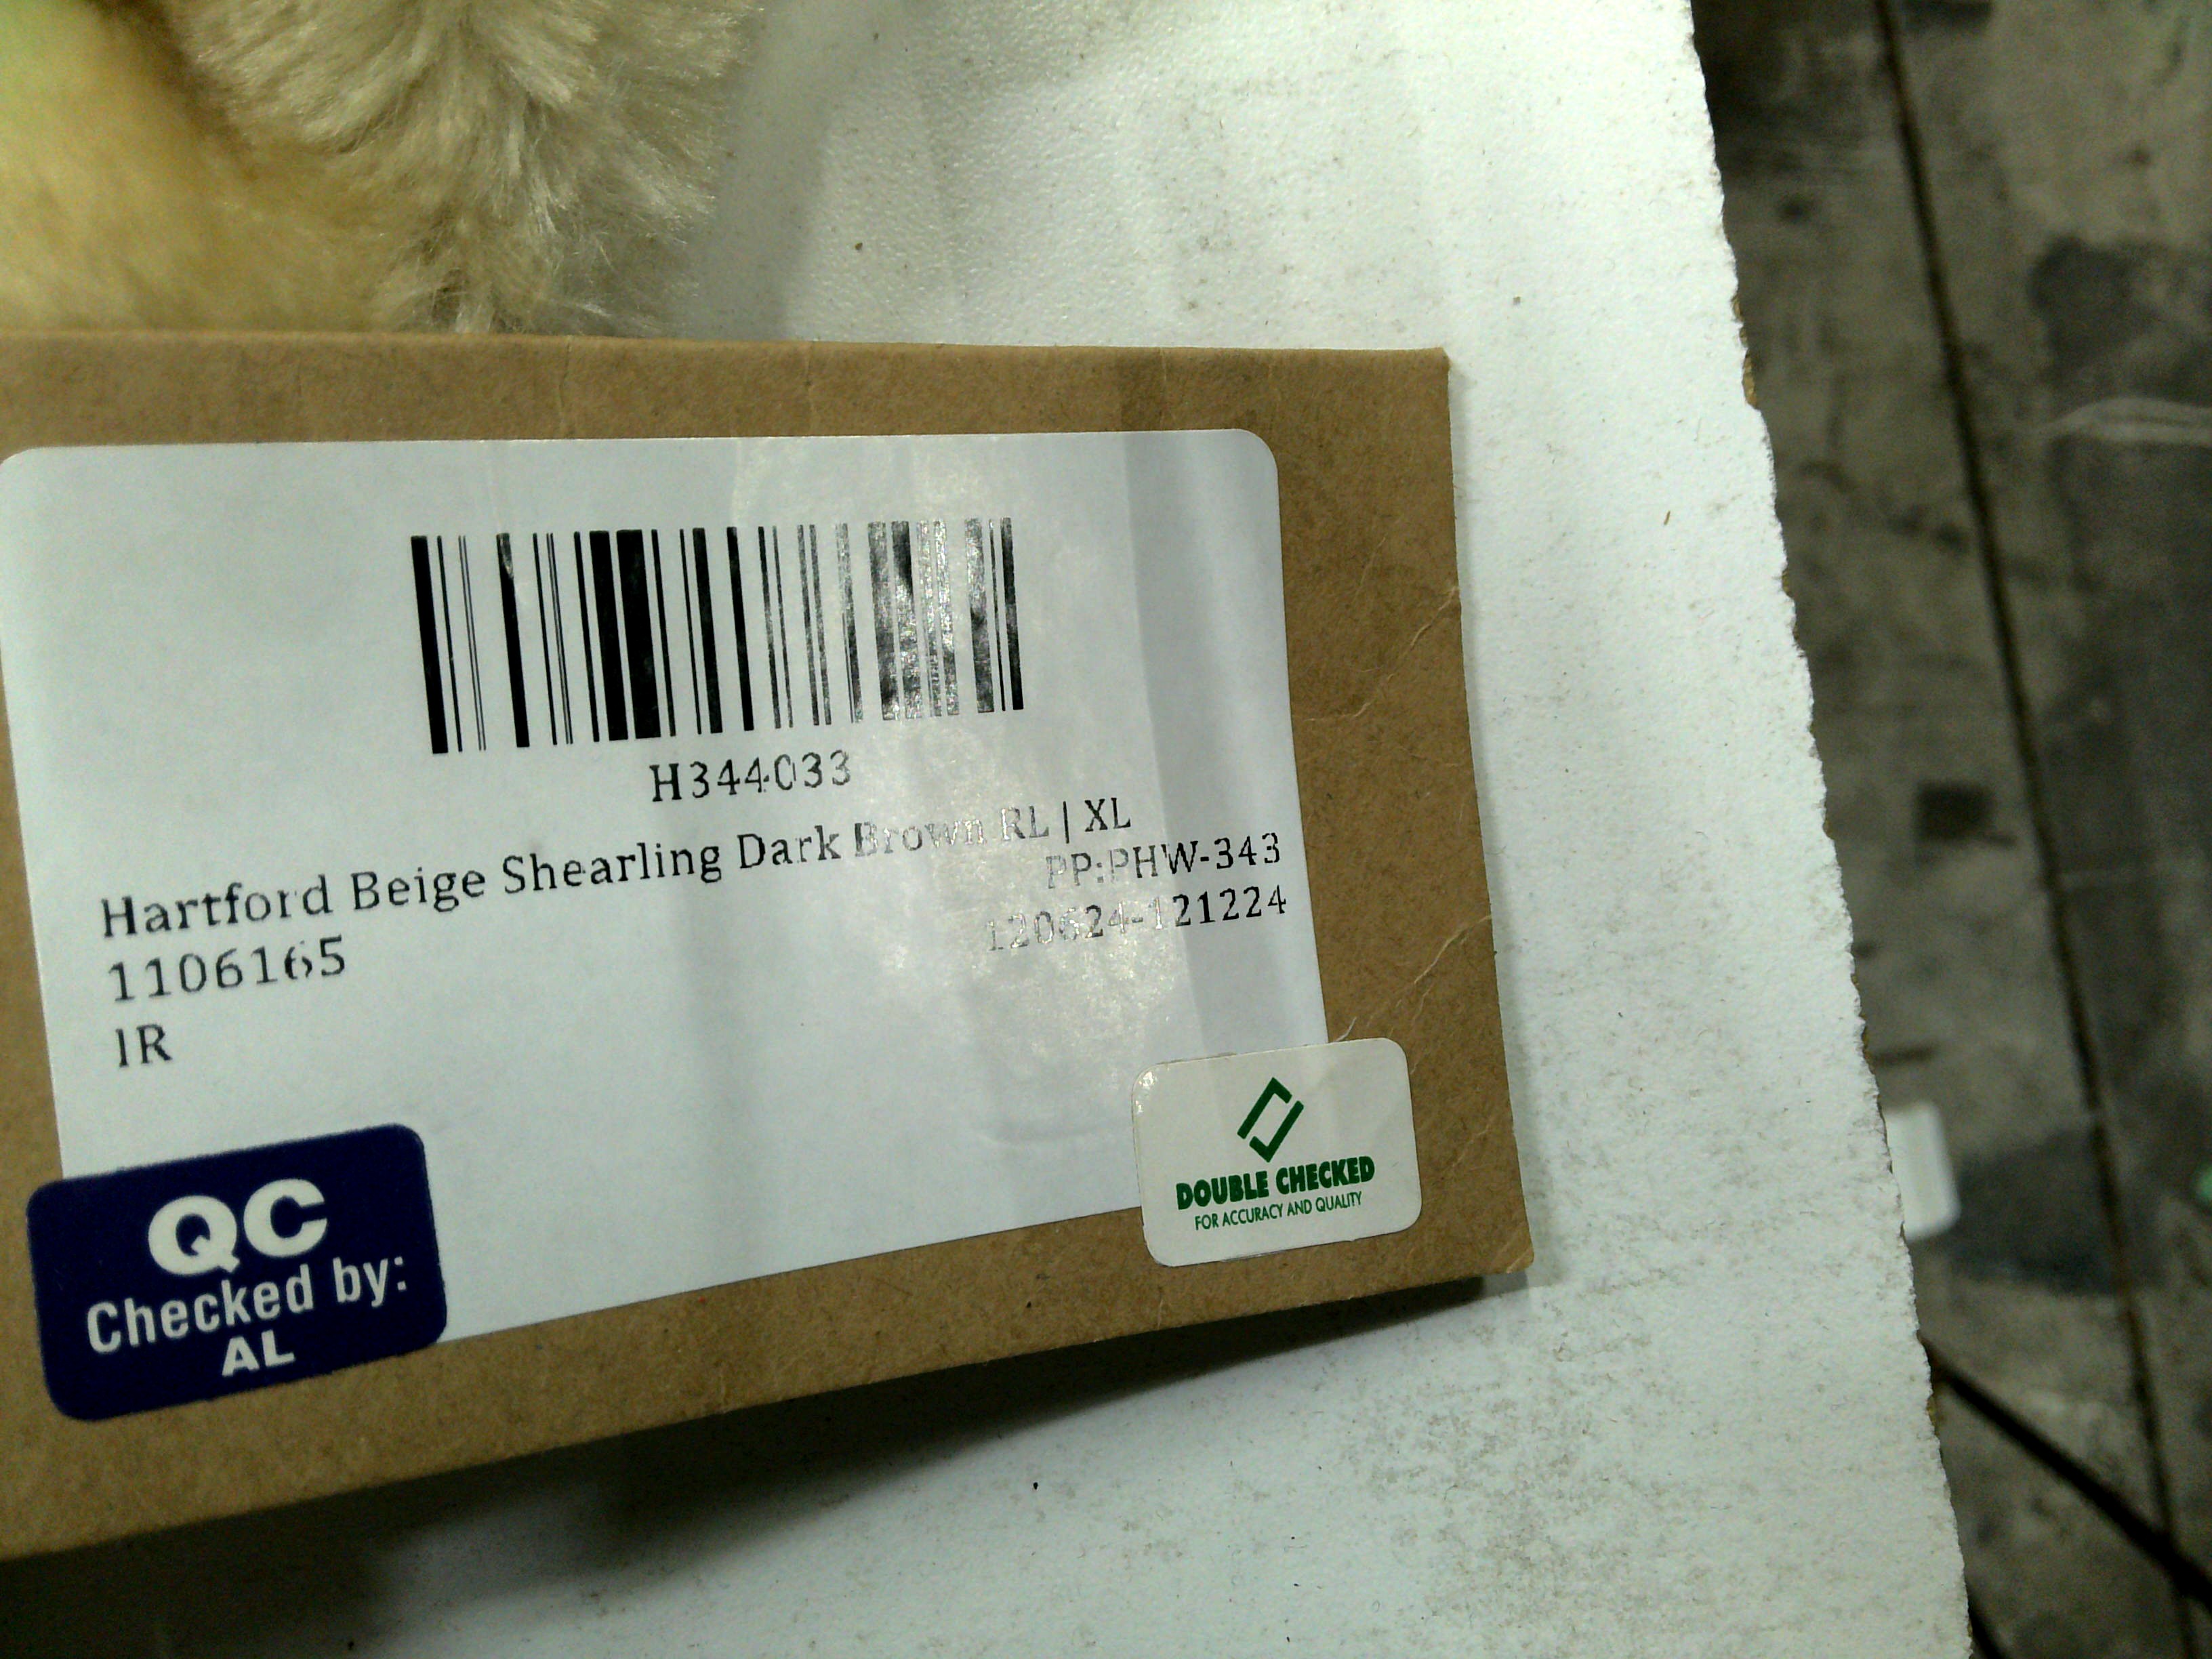 H344033
Hartford Beige Shearling Dark Brown RL | XL
PP:PHW-343
120624-121224
1106165
IR
QC
Checked by:
AL
DOUBLE CHECKED
FOR ACCURACY AND QUALITY